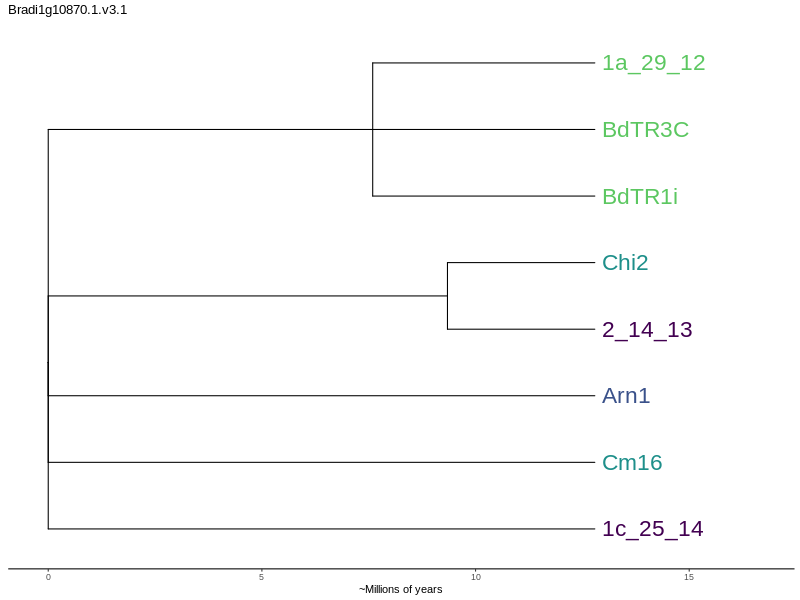 Bradi1g10870.1.v3.1
1a_29_12
BdTR3C
BdTR1i
Chi2
2_14_13
Arn1
Cm16
1c_25_14
0 5 10 15
~Millions of years